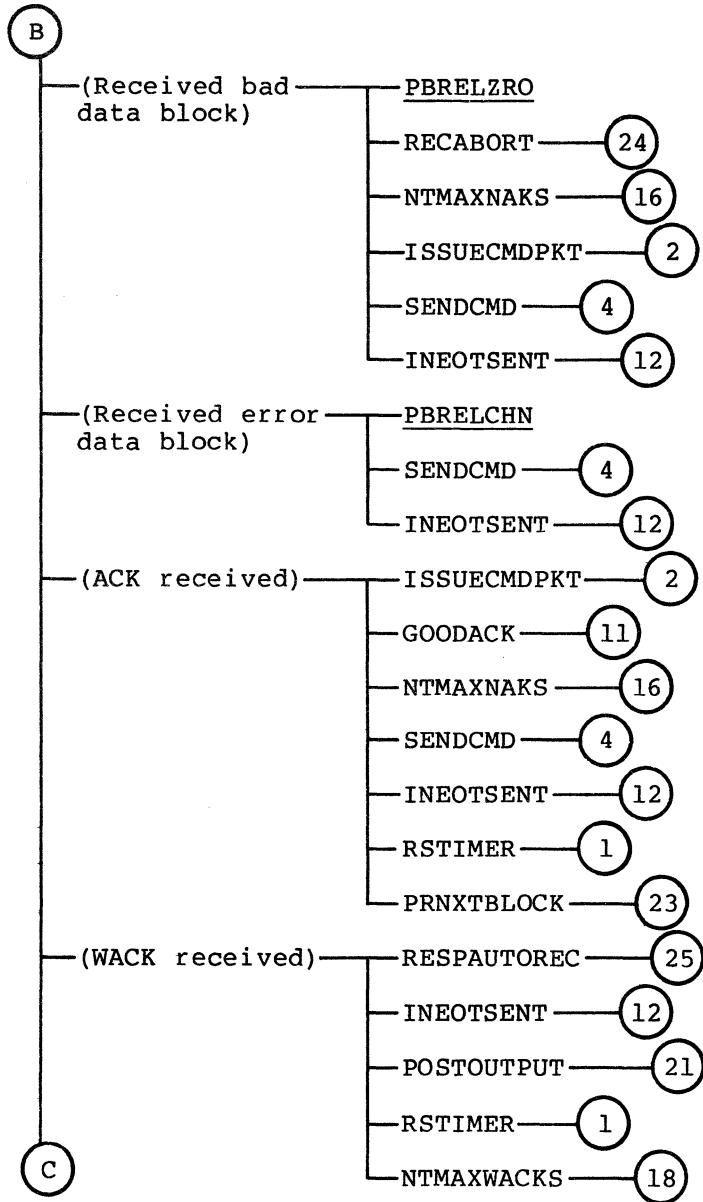 B
(Received bad PBRELZRO
data block)
RECABORT 24
NTMAXNAKS 16
ISSUECMDPKT 2
SENDCMD 4
INEOTSENT 12
(Received error PBRELCHN
data block)
SENDCMD 4
INEOTSENT 12
(ACK received) ISSUECMDPKT 2
GOODACK 11
NTMAXNAKS 16
SENDCMD 4
INEOTSENT 12
RSTIMER 1
PRNXTBLOCK 23
(WACK received) RESPAUTOREC 25
INEOTSENT 12
POSTOUTPUT 21
RSTIMER 1
NTMAXWACKS 18
C